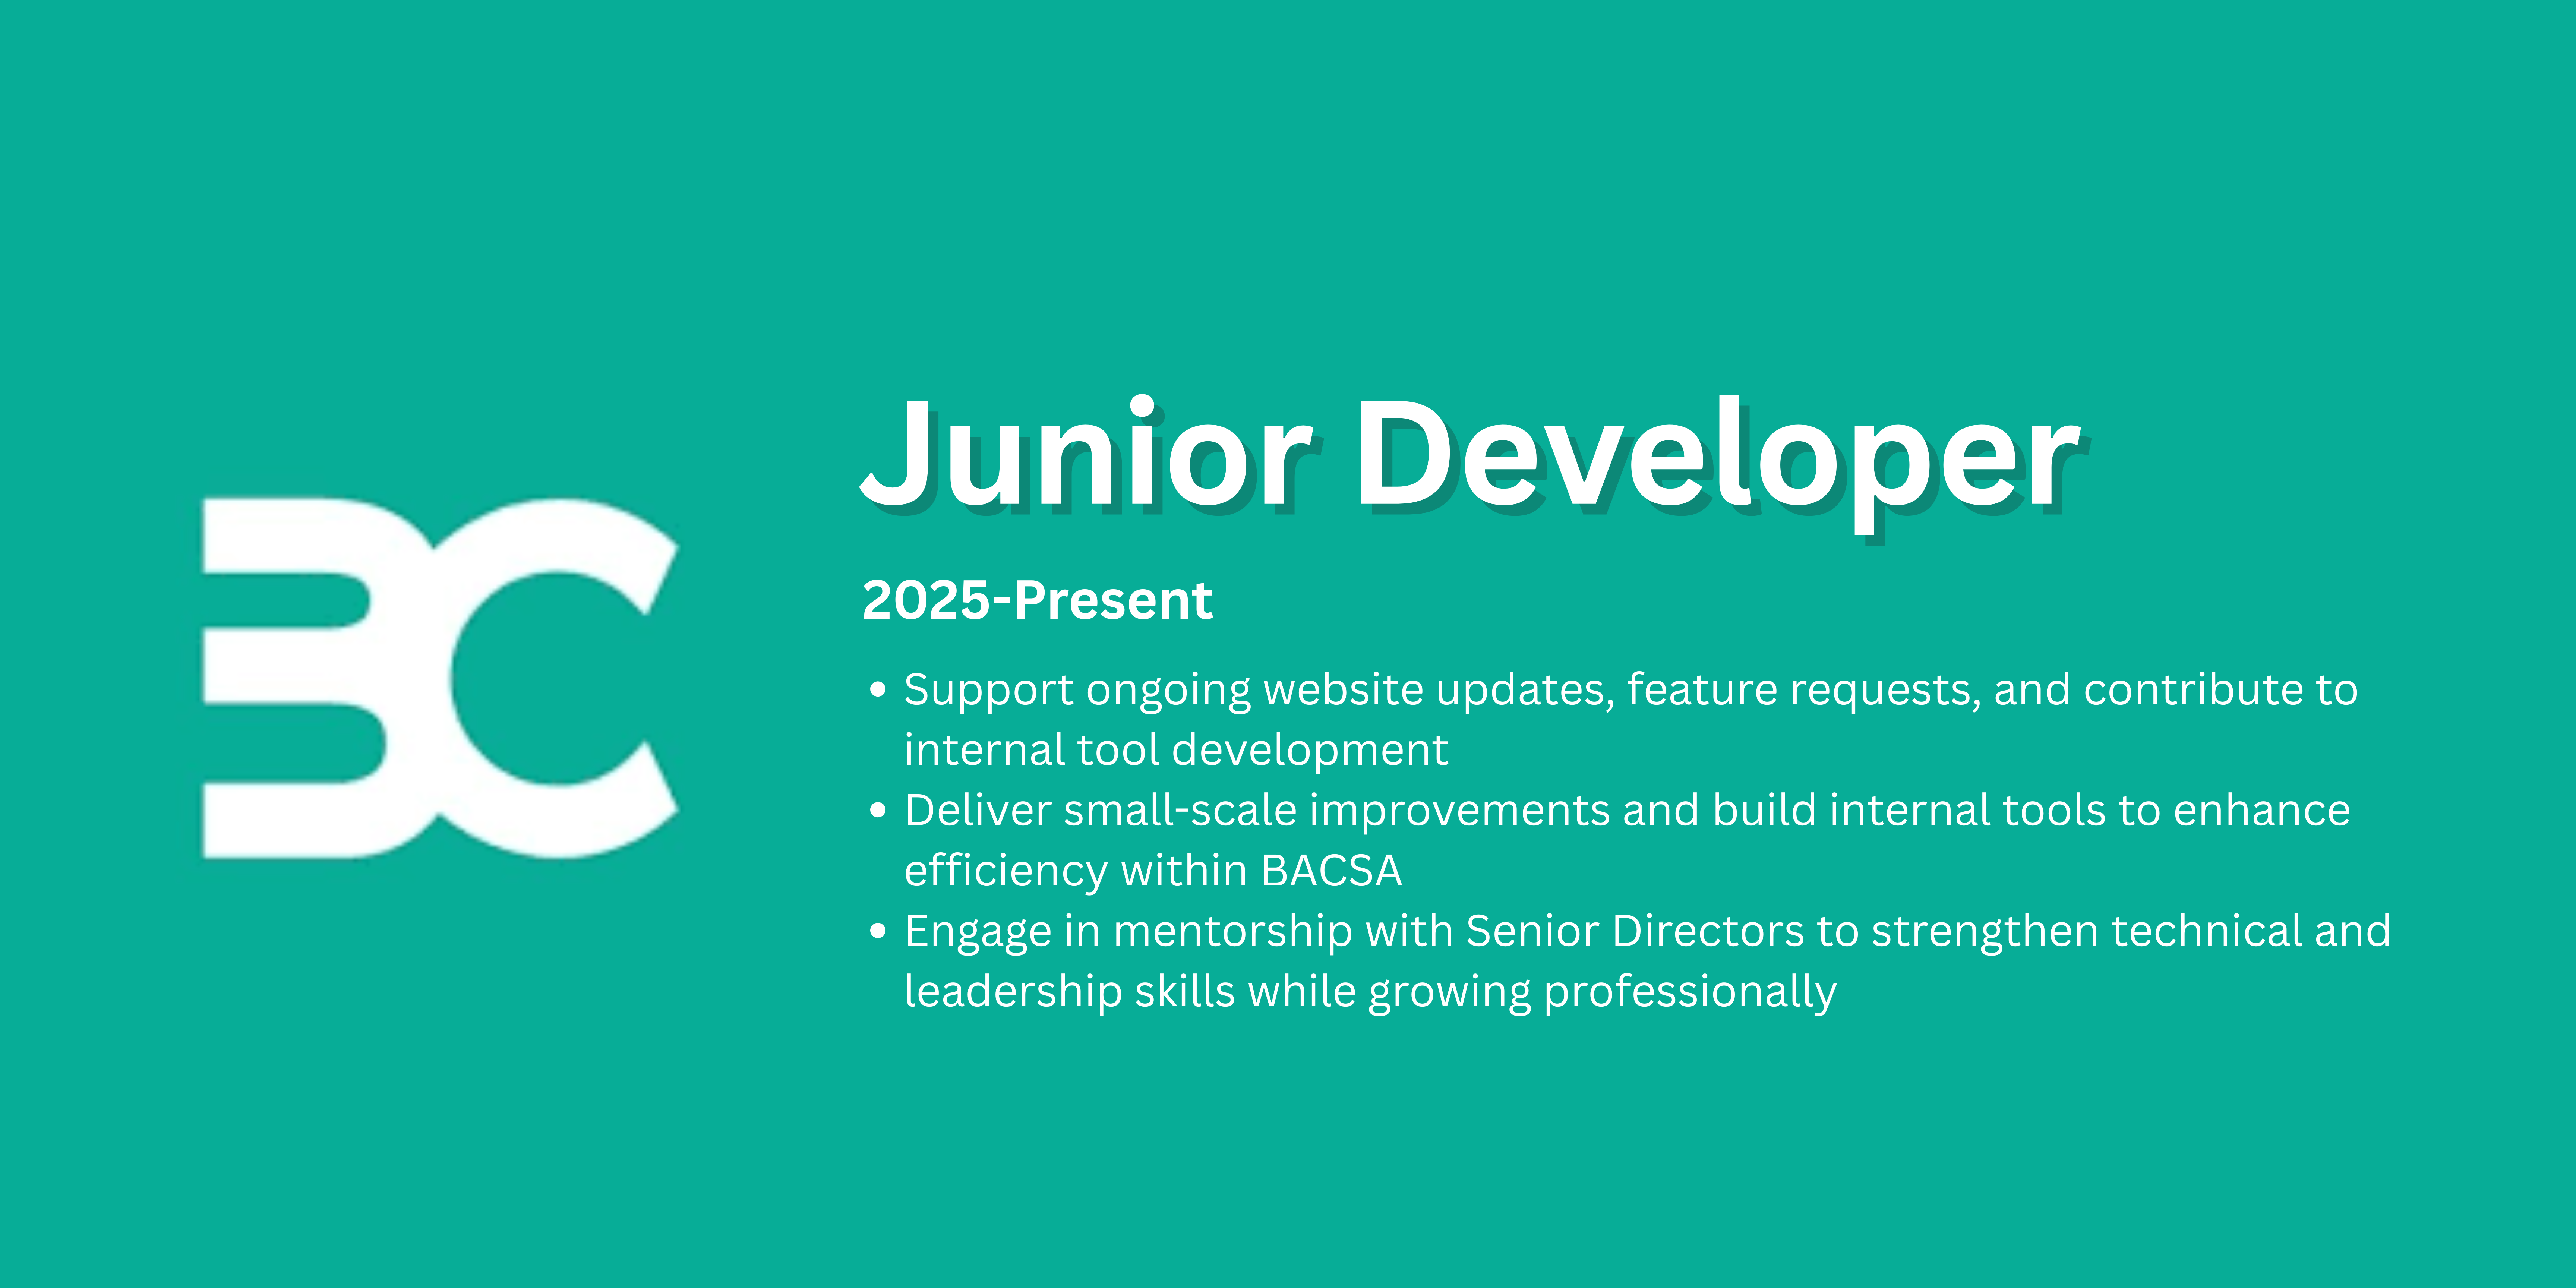 BC
Junior Developer
2025-Present
• Support ongoing website updates, feature requests, and contribute to
internal tool development
• Deliver small-scale improvements and build internal tools to enhance
efficiency within BACSA
• Engage in mentorship with Senior Directors to strengthen technical and
leadership skills while growing professionally